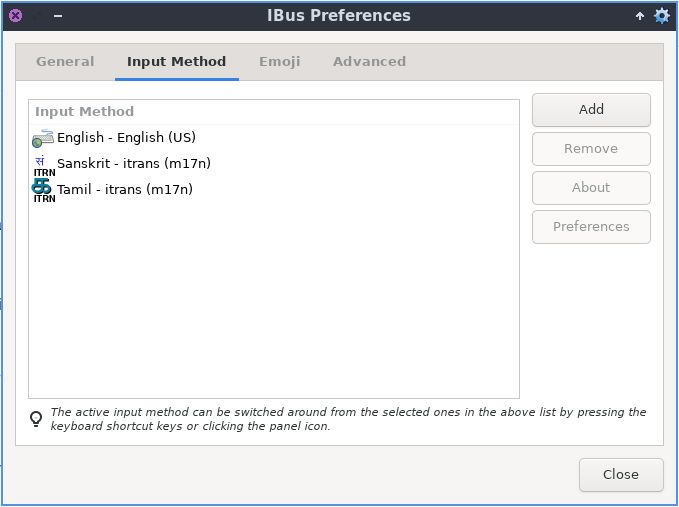 IBus Preferences
General Input Method Emoji Advanced
Input Method
English - English (US)
सं
ITRN
Sanskrit - itrans (m17n)
க
ITRN
Tamil - itrans (m17n)
Add
Remove
About
Preferences
The active input method can be switched around from the selected ones in the above list by pressing the
keyboard shortcut keys or clicking the panel icon.
Close